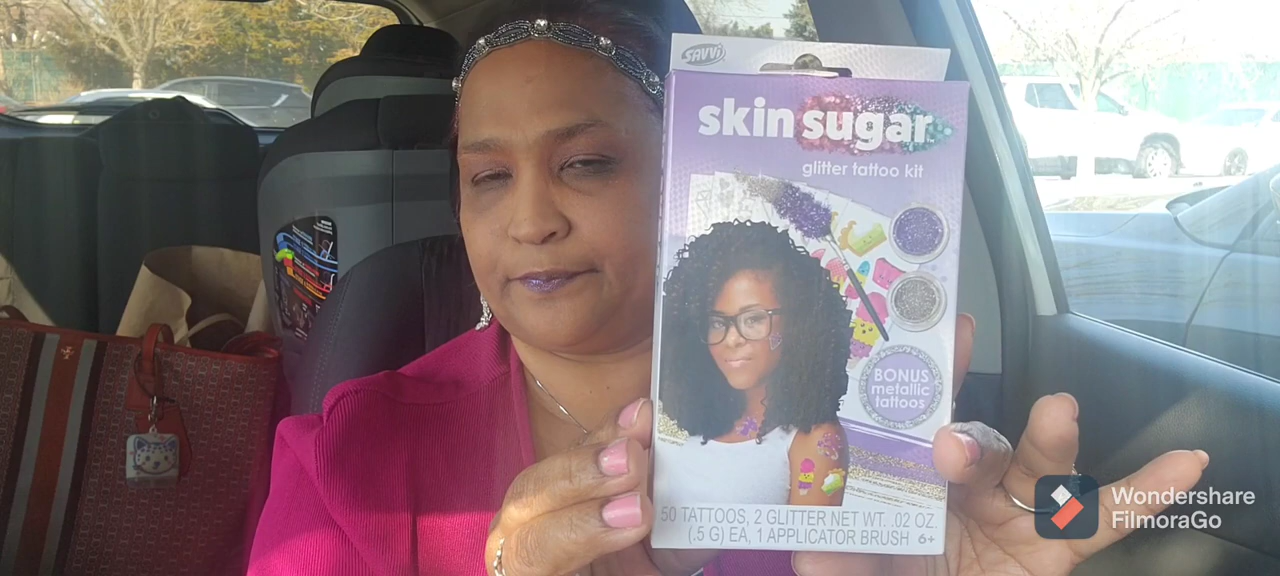 SAVVi
skin sugar
glitter tattoo kit
BONUS
metallic
tattoos
50 TATTOOS, 2 GLITTER NET WT. .02 OZ.
(.5 G) EA, 1 APPLICATOR BRUSH 6+
Wondershare
FilmoraGo